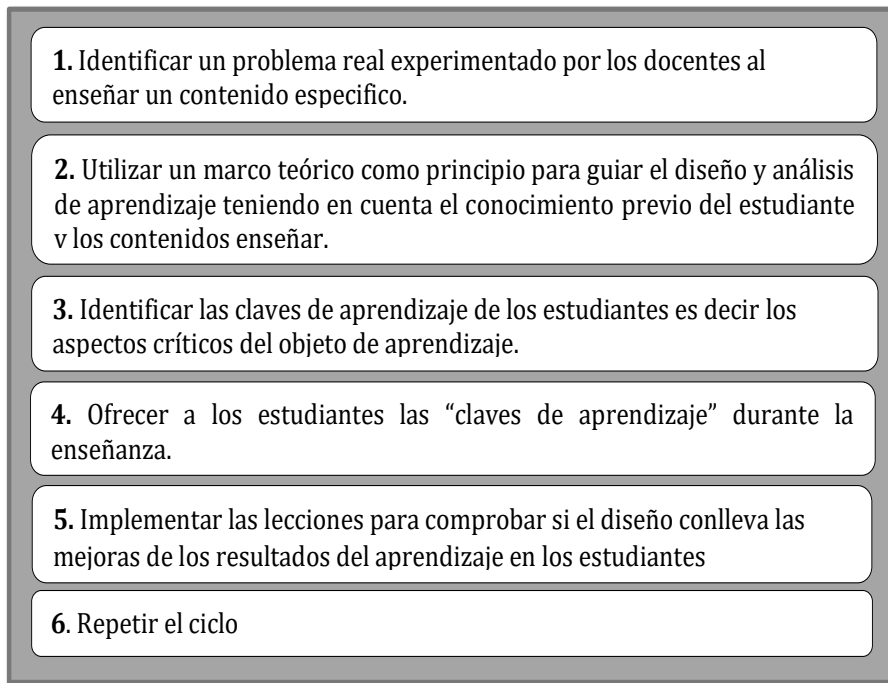 1. Identificar un problema real experimentado por los docentes al
enseñar un contenido especifico.
2. Utilizar un marco teórico como principio para guiar el diseño y análisis
de aprendizaje teniendo en cuenta el conocimiento previo del estudiante
y los contenidos enseñar.
3. Identificar las claves de aprendizaje de los estudiantes es decir los
aspectos críticos del objeto de aprendizaje.
4. Ofrecer a los estudiantes las “claves de aprendizaje” durante la
enseñanza.
5. Implementar las lecciones para comprobar si el diseño conlleva las
mejoras de los resultados del aprendizaje en los estudiantes
6. Repetir el ciclo